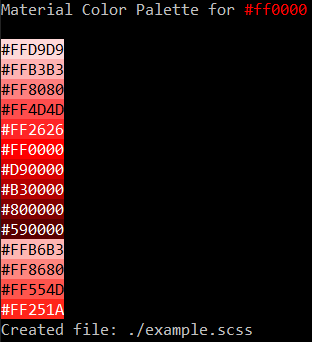 Material Color Palette for #ff0000
#FFD9D9
#FFB3B3
#FF8080
#FF4D4D
#FF2626
#FF0000
#D90000
#B30000
#800000
#590000
#FFB6B3
#FF8680
#FF554D
#FF251A
Created file: ./example.scss